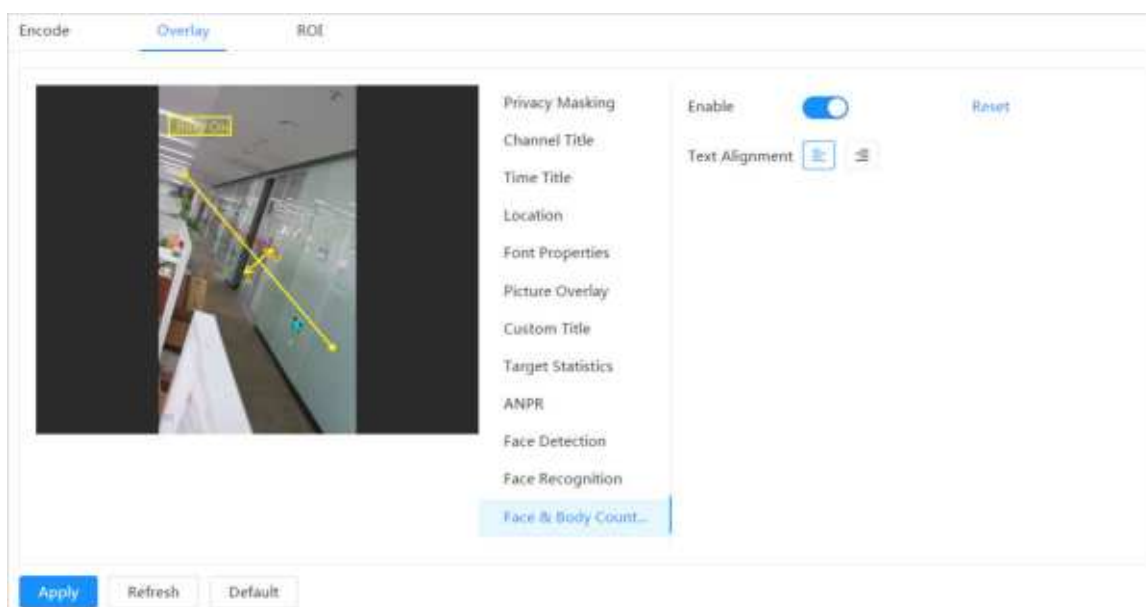 Encode Overlay ROI
Privacy Masking
Enable
Reset
Channel Title
Text Alignment
Time Title
Location
Font Properties
Picture Overlay
Custom Title
Target Statistics
ANPR
Face Detection
Face Recognition
Face & Body Count...
Apply Refresh Default